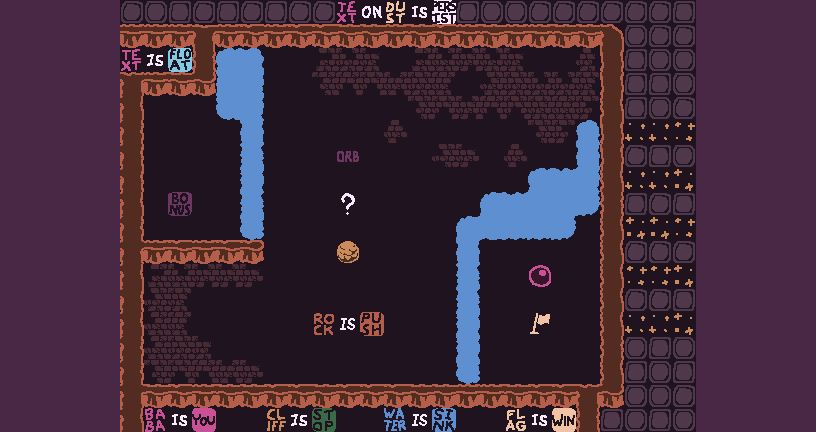 TEXT ON DUST IS PERSIST
TEXT IS FLOAT
ORB
BONUS
?
ROCK IS PUSH
BABA IS YOU
CLIFF IS STOP
WATER IS SINK
FLAG IS WIN